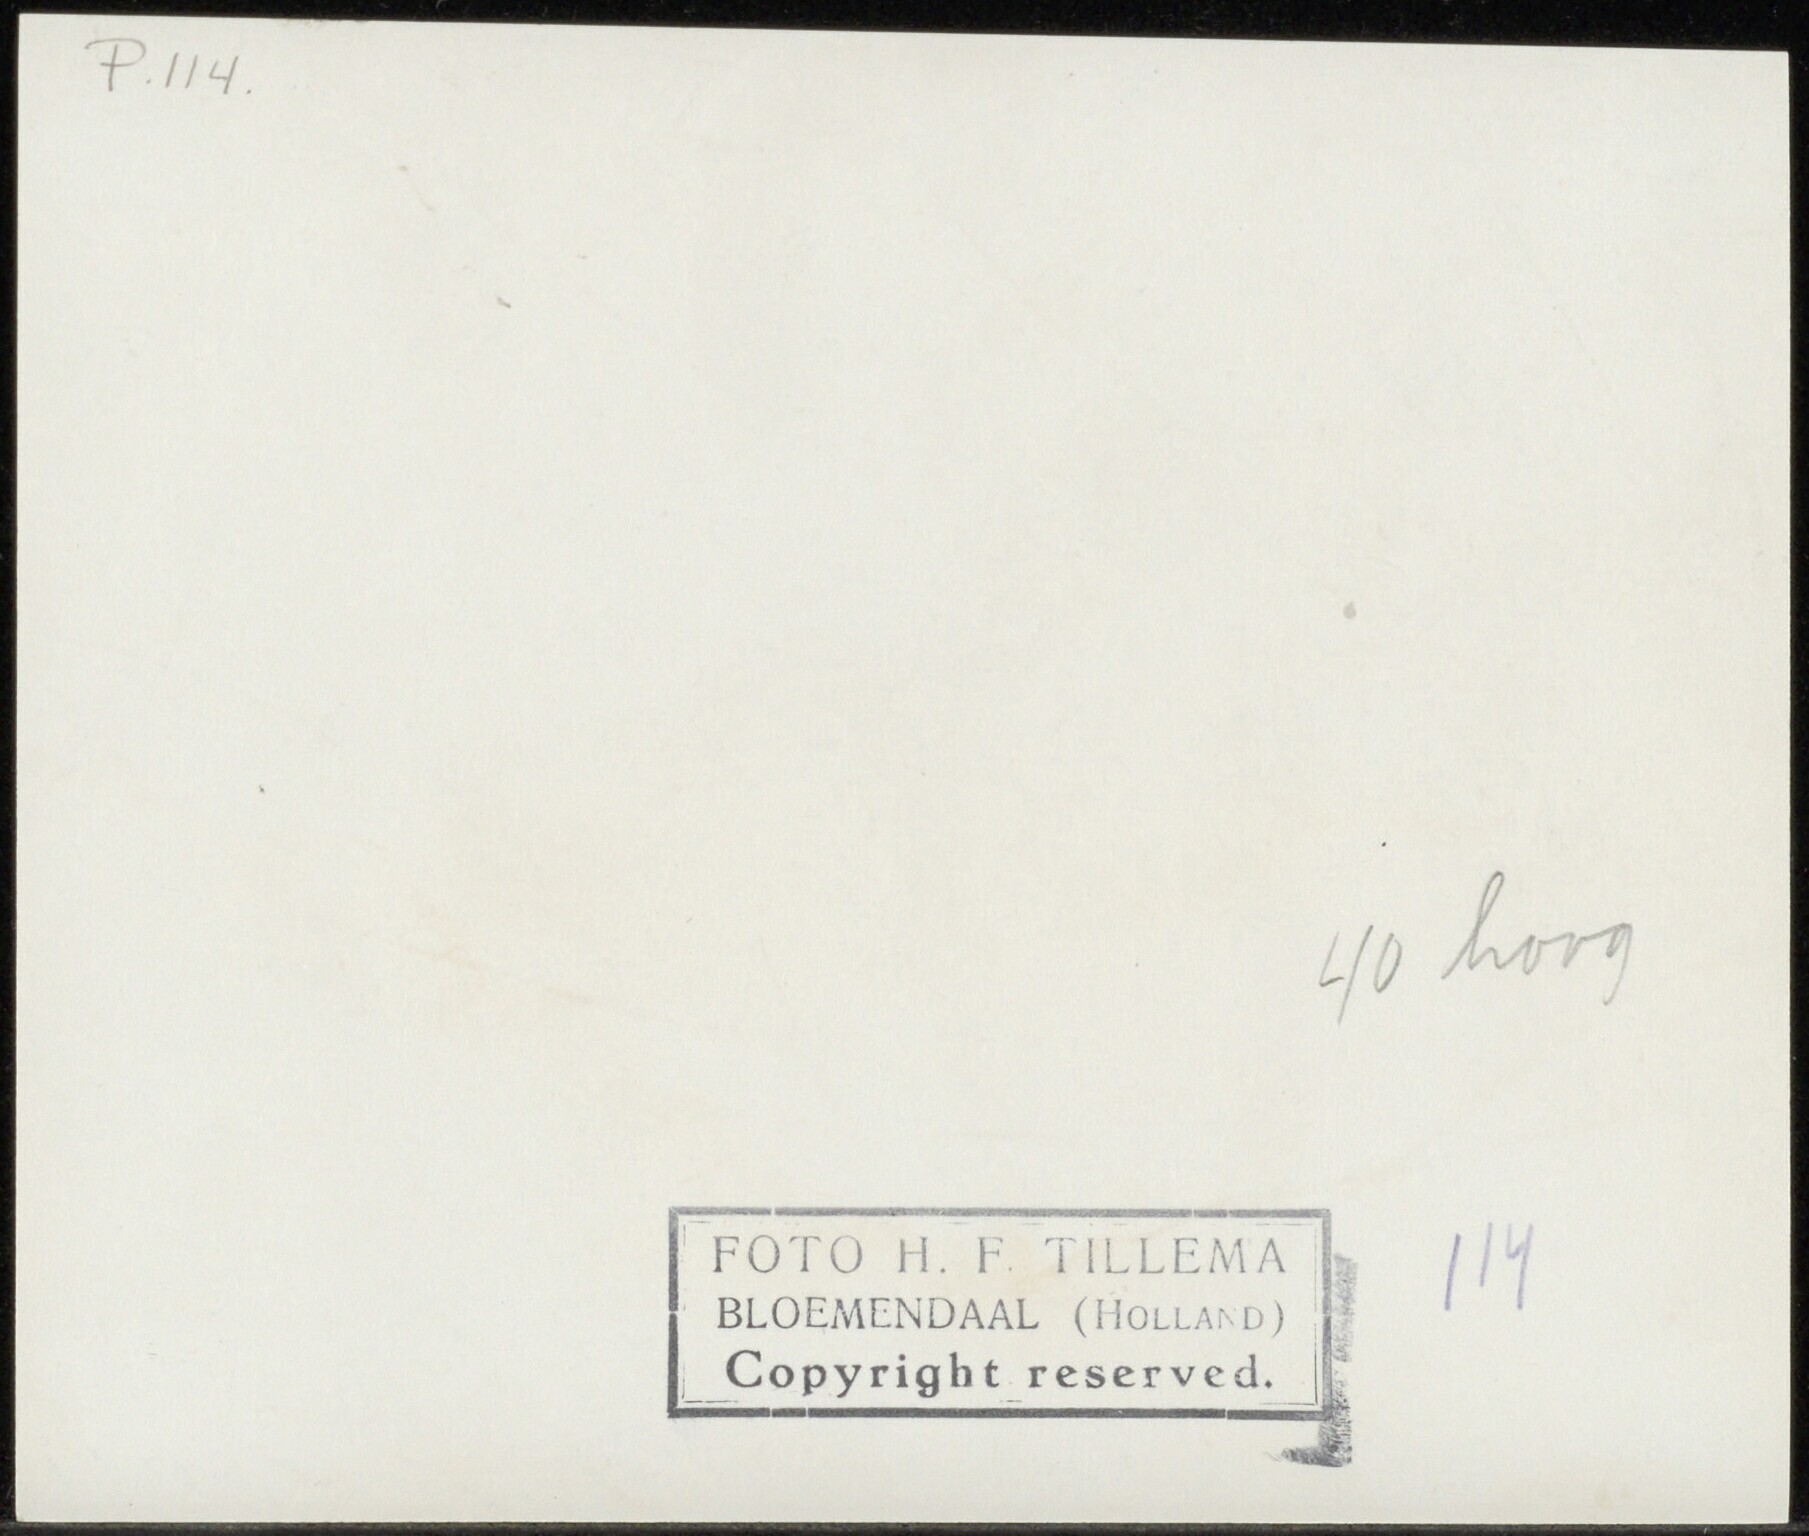 P.114.
40 hoog
114
FOTO H. F. TILLEMA
BLOEMENDAAL (HOLLAND)
Copyright reserved.